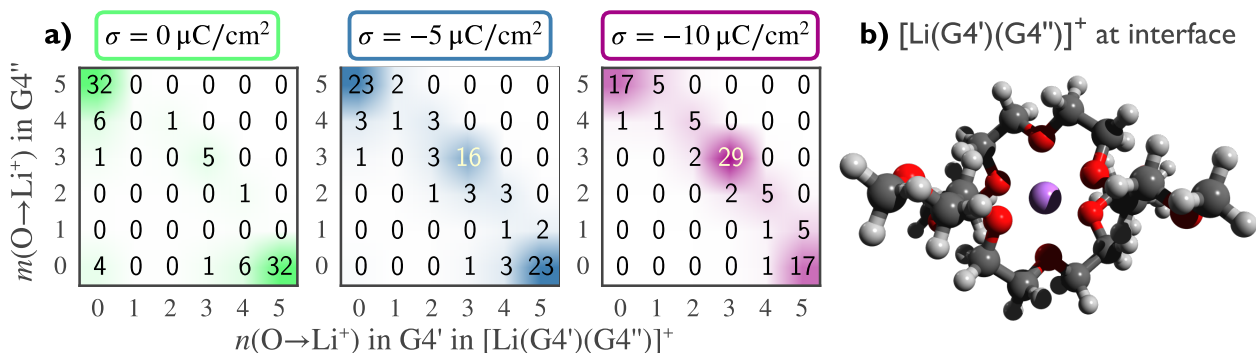 a) σ = 0 μC/cm² σ = −5 μC/cm² σ = −10 μC/cm² b) [Li(G4')(G4'')]⁺ at interface
m(O→Li⁺) in G4''
5 32 0 0 0 0 0 5 23 2 0 0 0 0 5 17 5 0 0 0 0
4 6 0 1 0 0 0 4 3 1 3 0 0 0 4 1 1 5 0 0 0
3 1 0 0 5 0 0 3 1 0 3 16 0 0 3 0 0 2 29 0 0
2 0 0 0 0 1 0 2 0 0 1 3 3 0 2 0 0 0 2 5 0
1 0 0 0 0 0 0 1 0 0 0 0 1 2 1 0 0 0 0 1 5
0 4 0 0 1 6 32 0 0 0 0 1 3 23 0 0 0 0 0 1 17
0 1 2 3 4 5 0 1 2 3 4 5 0 1 2 3 4 5
n(O→Li⁺) in G4' in [Li(G4')(G4'')]⁺